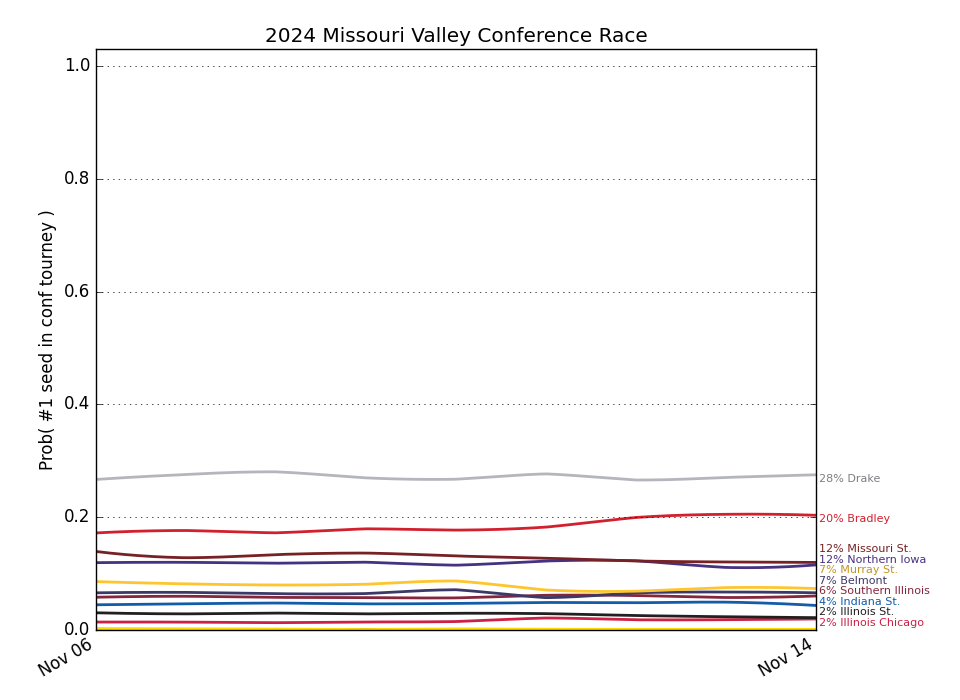 2024 Missouri Valley Conference Race
Prob( #1 seed in conf tourney )
1.0
0.8
0.6
0.4
0.2
0.0
Nov 06
Nov 14
28% Drake
20% Bradley
12% Missouri St.
12% Northern Iowa
7% Murray St.
7% Belmont
6% Southern Illinois
4% Indiana St.
2% Illinois St.
2% Illinois Chicago